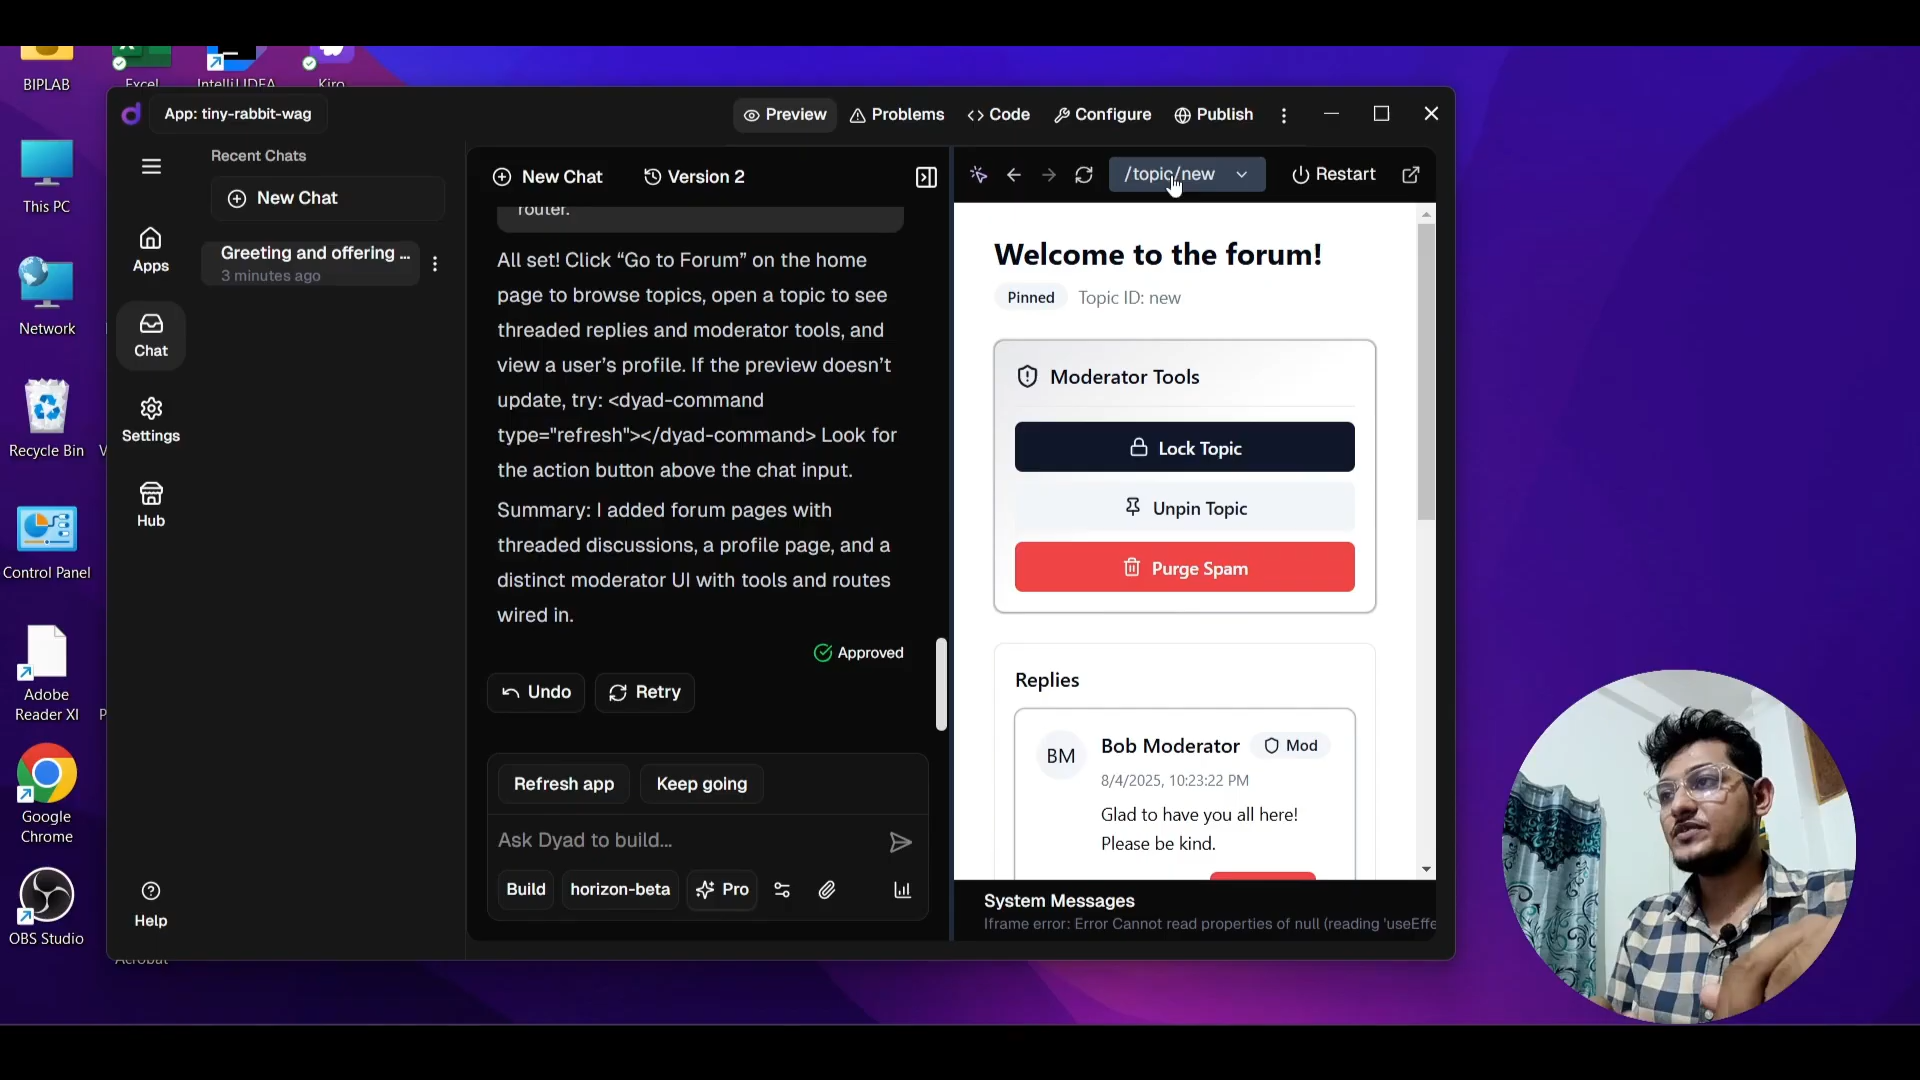 BIPLAB
Excel
IntelliJ IDEA
Kiro
This PC
Network
Recycle Bin
Control Panel
Adobe
Reader XI
Google
Chrome
OBS Studio
Acrobat
App: tiny-rabbit-wag
Preview
Problems
Code
Configure
Publish
Apps
Chat
Settings
Hub
Help
Recent Chats
New Chat
Greeting and offering ...
3 minutes ago
New Chat
Version 2
router.
All set! Click “Go to Forum” on the home
page to browse topics, open a topic to see
threaded replies and moderator tools, and
view a user’s profile. If the preview doesn’t
update, try: <dyad-command
type="refresh"></dyad-command> Look for
the action button above the chat input.
Summary: I added forum pages with
threaded discussions, a profile page, and a
distinct moderator UI with tools and routes
wired in.
Approved
Undo
Retry
Refresh app
Keep going
Ask Dyad to build...
Build
horizon-beta
Pro
/topic/new
Restart
Welcome to the forum!
Pinned
Topic ID: new
Moderator Tools
Lock Topic
Unpin Topic
Purge Spam
Replies
BM
Bob Moderator
Mod
8/4/2025, 10:23:22 PM
Glad to have you all here!
Please be kind.
System Messages
Iframe error: Error Cannot read properties of null (reading 'useEffe